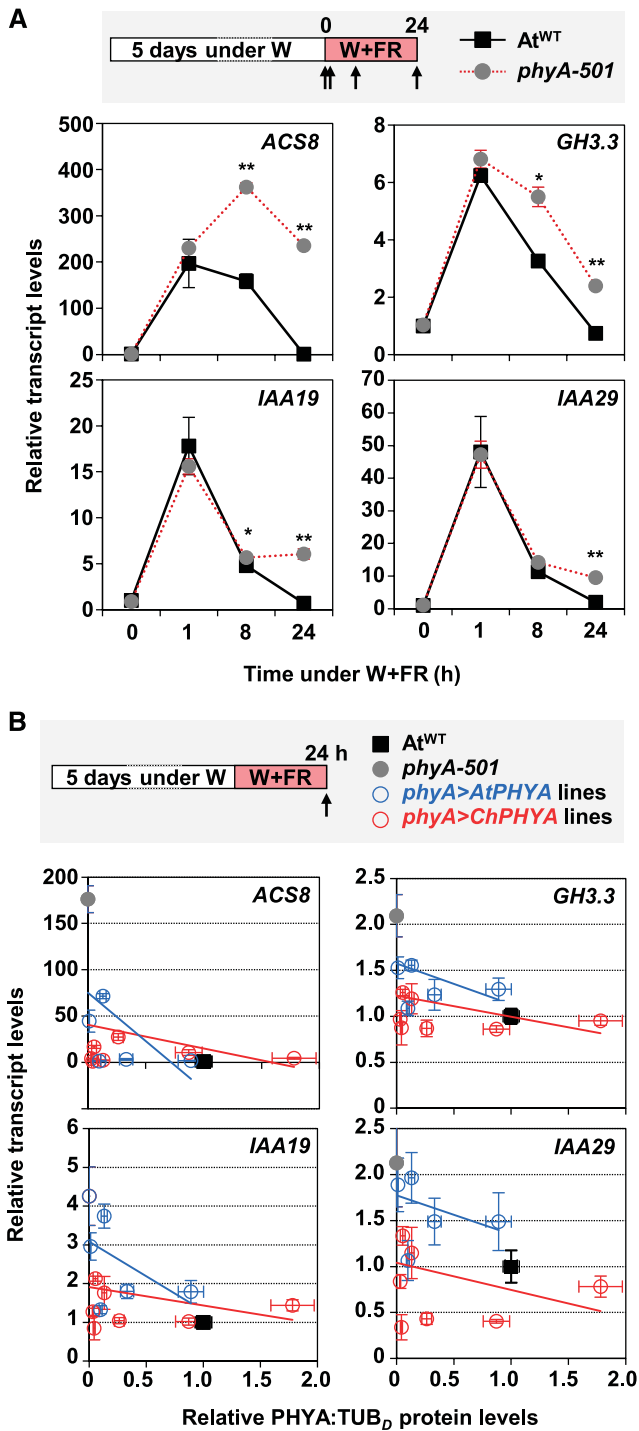 A
0 24
5 days under W W+FR
At^WT
phyA-501
Relative transcript levels
ACS8
500
400
300
200
100
0
**
**
GH3.3
8
6
4
2
0
*
**
IAA19
25
20
15
10
5
0
*
**
0 1 8 24
IAA29
70
60
50
40
30
20
10
0
**
0 1 8 24
Time under W+FR (h)
B
24 h
5 days under W W+FR
At^WT
phyA-501
phyA>AtPHYA lines
phyA>ChPHYA lines
Relative transcript levels
ACS8
200
150
100
50
0
GH3.3
2.5
2.0
1.5
1.0
0.5
0
IAA19
6
5
4
3
2
1
0
0 0.5 1.0 1.5 2.0
IAA29
2.5
2.0
1.5
1.0
0.5
0
0 0.5 1.0 1.5 2.0
Relative PHYA:TUB_D protein levels